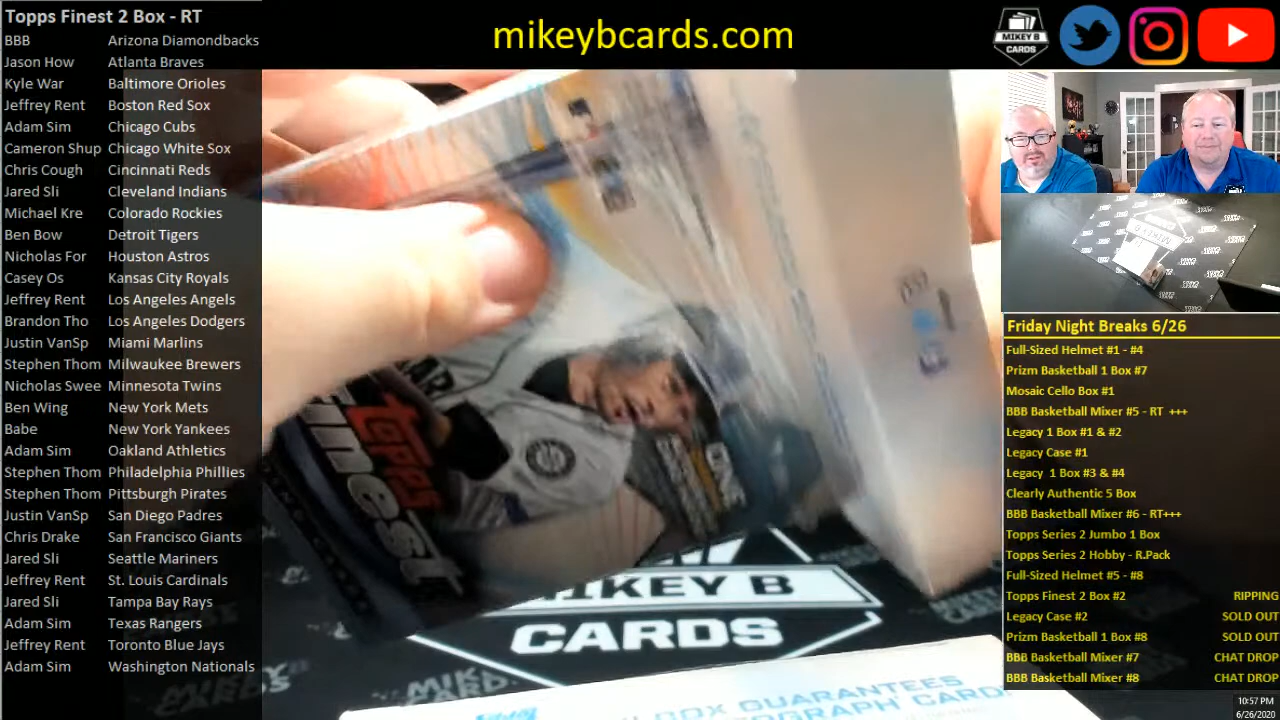 Topps Finest 2 Box - RT
BBB Arizona Diamondbacks
Jason How Atlanta Braves
Kyle War Baltimore Orioles
Jeffrey Rent Boston Red Sox
Adam Sim Chicago Cubs
Cameron Shup Chicago White Sox
Chris Cough Cincinnati Reds
Jared Sli Cleveland Indians
Michael Kre Colorado Rockies
Ben Bow Detroit Tigers
Nicholas For Houston Astros
Casey Os Kansas City Royals
Jeffrey Rent Los Angeles Angels
Brandon Tho Los Angeles Dodgers
Justin VanSp Miami Marlins
Stephen Thom Milwaukee Brewers
Nicholas Swee Minnesota Twins
Ben Wing New York Mets
Babe New York Yankees
Adam Sim Oakland Athletics
Stephen Thom Philadelphia Phillies
Stephen Thom Pittsburgh Pirates
Justin VanSp San Diego Padres
Chris Drake San Francisco Giants
Jared Sli Seattle Mariners
Jeffrey Rent St. Louis Cardinals
Jared Sli Tampa Bay Rays
Adam Sim Texas Rangers
Jeffrey Rent Toronto Blue Jays
Adam Sim Washington Nationals
mikeybcards.com
MIKEY B
CARDS
topps
finest
MIKEY B
CARDS
BOX GUARANTEES
Friday Night Breaks 6/26
Full-Sized Helmet #1 - #4
Prizm Basketball 1 Box #7
Mosaic Cello Box #1
BBB Basketball Mixer #5 - RT +++
Legacy 1 Box #1 & #2
Legacy Case #1
Legacy 1 Box #3 & #4
Clearly Authentic 5 Box
BBB Basketball Mixer #6 - RT+++
Topps Series 2 Jumbo 1 Box
Topps Series 2 Hobby - R.Pack
Full-Sized Helmet #5 - #8
Topps Finest 2 Box #2 RIPPING
Legacy Case #2 SOLD OUT
Prizm Basketball 1 Box #8 SOLD OUT
BBB Basketball Mixer #7 CHAT DROP
BBB Basketball Mixer #8 CHAT DROP
10:57 PM
6/26/2020